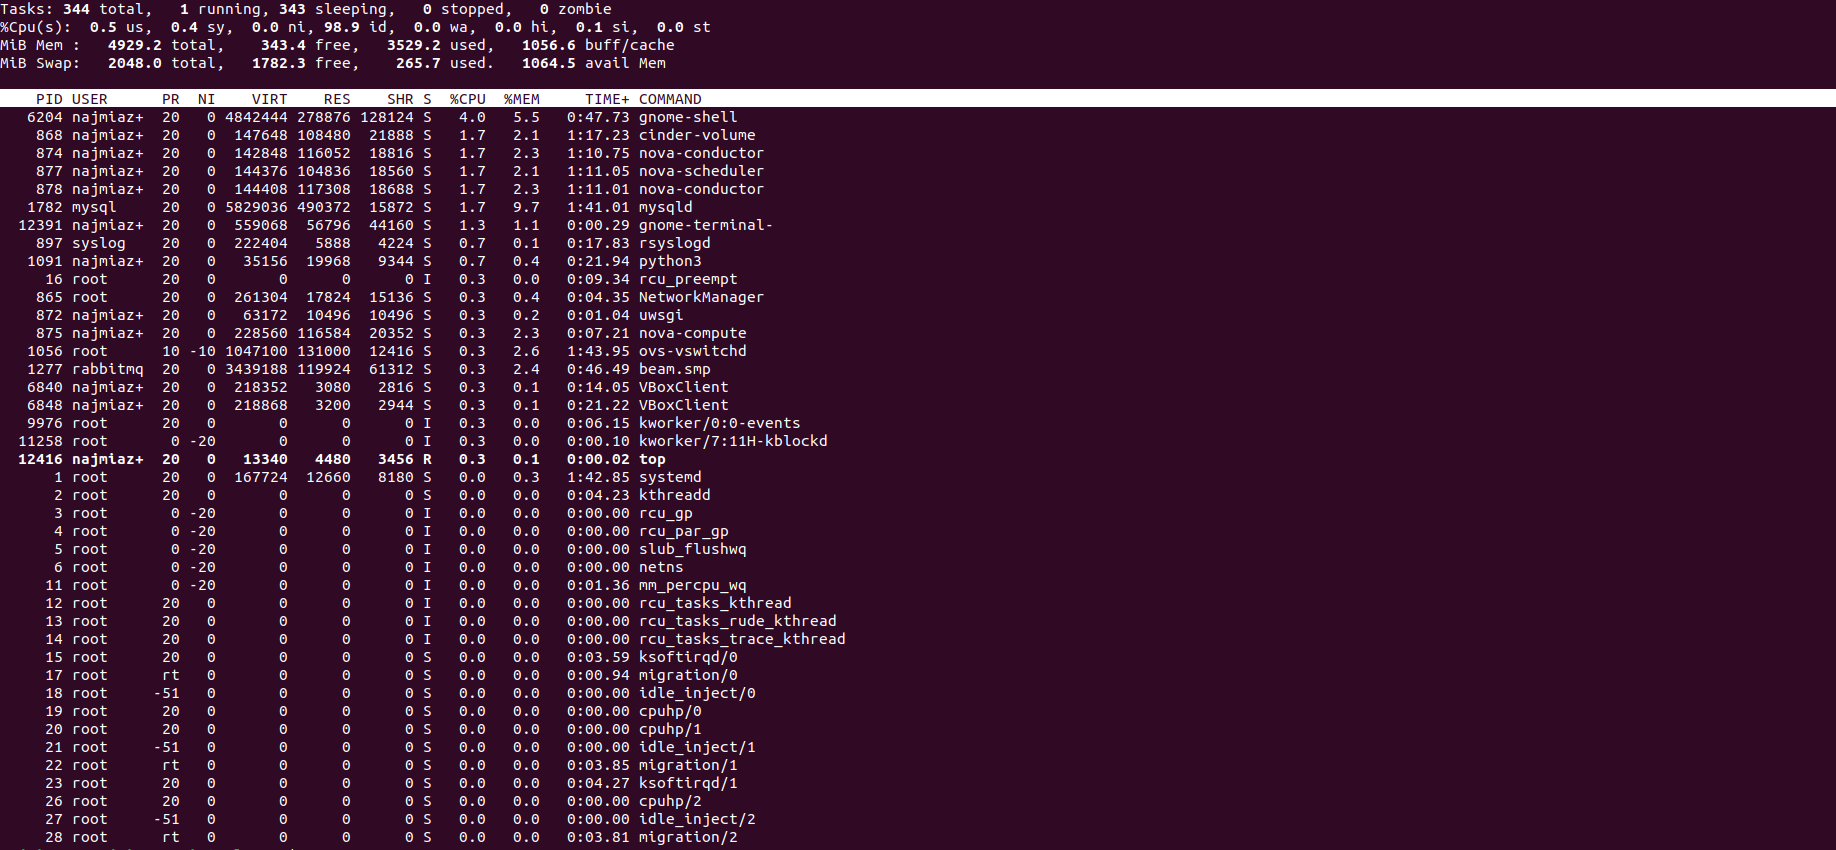 Tasks: 344 total,   1 running, 343 sleeping,   0 stopped,   0 zombie
%Cpu(s):  0.5 us,  0.4 sy,  0.0 ni, 98.9 id,  0.0 wa,  0.0 hi,  0.1 si,  0.0 st
MiB Mem :   4929.2 total,    343.4 free,   3529.2 used,   1056.6 buff/cache
MiB Swap:   2048.0 total,   1782.3 free,    265.7 used.   1064.5 avail Mem
PID USER      PR  NI    VIRT    RES    SHR S  %CPU  %MEM     TIME+ COMMAND
6204 najmiaz+  20   0 4842444 278876 128124 S   4.0   5.5   0:47.73 gnome-shell
868 najmiaz+  20   0  147648 108480  21888 S   1.7   2.1   1:17.23 cinder-volume
874 najmiaz+  20   0  142848 116052  18816 S   1.7   2.3   1:10.75 nova-conductor
877 najmiaz+  20   0  144376 104836  18560 S   1.7   2.1   1:11.05 nova-scheduler
878 najmiaz+  20   0  144408 117308  18688 S   1.7   2.3   1:11.01 nova-conductor
1782 mysql     20   0 5829036 490372  15872 S   1.7   9.7   1:41.01 mysqld
12391 najmiaz+  20   0  559068  56796  44160 S   1.3   1.1   0:00.29 gnome-terminal-
897 syslog    20   0  222404   5888   4224 S   0.7   0.1   0:17.83 rsyslogd
1091 najmiaz+  20   0   35156  19968   9344 S   0.7   0.4   0:21.94 python3
16 root      20   0       0      0      0 I   0.3   0.0   0:09.34 rcu_preempt
865 root      20   0  261304  17824  15136 S   0.3   0.4   0:04.35 NetworkManager
872 najmiaz+  20   0   63172  10496  10496 S   0.3   0.2   0:01.04 uwsgi
875 najmiaz+  20   0  228560 116584  20352 S   0.3   2.3   0:07.21 nova-compute
1056 root      10 -10 1047100 131000  12416 S   0.3   2.6   1:43.95 ovs-vswitchd
1277 rabbitmq  20   0 3439188 119924  61312 S   0.3   2.4   0:46.49 beam.smp
6840 najmiaz+  20   0  218352   3080   2816 S   0.3   0.1   0:14.05 VBoxClient
6848 najmiaz+  20   0  218868   3200   2944 S   0.3   0.1   0:21.22 VBoxClient
9976 root      20   0       0      0      0 I   0.3   0.0   0:06.15 kworker/0:0-events
11258 root       0 -20       0      0      0 I   0.3   0.0   0:00.10 kworker/7:11H-kblockd
12416 najmiaz+  20   0   13340   4480   3456 R   0.3   0.1   0:00.02 top
1 root      20   0  167724  12660   8180 S   0.0   0.3   1:42.85 systemd
2 root      20   0       0      0      0 S   0.0   0.0   0:04.23 kthreadd
3 root       0 -20       0      0      0 I   0.0   0.0   0:00.00 rcu_gp
4 root       0 -20       0      0      0 I   0.0   0.0   0:00.00 rcu_par_gp
5 root       0 -20       0      0      0 I   0.0   0.0   0:00.00 slub_flushwq
6 root       0 -20       0      0      0 I   0.0   0.0   0:00.00 netns
11 root       0 -20       0      0      0 I   0.0   0.0   0:01.36 mm_percpu_wq
12 root      20   0       0      0      0 I   0.0   0.0   0:00.00 rcu_tasks_kthread
13 root      20   0       0      0      0 I   0.0   0.0   0:00.00 rcu_tasks_rude_kthread
14 root      20   0       0      0      0 I   0.0   0.0   0:00.00 rcu_tasks_trace_kthread
15 root      20   0       0      0      0 S   0.0   0.0   0:03.59 ksoftirqd/0
17 root      rt   0       0      0      0 S   0.0   0.0   0:00.94 migration/0
18 root     -51   0       0      0      0 S   0.0   0.0   0:00.00 idle_inject/0
19 root      20   0       0      0      0 S   0.0   0.0   0:00.00 cpuhp/0
20 root      20   0       0      0      0 S   0.0   0.0   0:00.00 cpuhp/1
21 root     -51   0       0      0      0 S   0.0   0.0   0:00.00 idle_inject/1
22 root      rt   0       0      0      0 S   0.0   0.0   0:03.85 migration/1
23 root      20   0       0      0      0 S   0.0   0.0   0:04.27 ksoftirqd/1
26 root      20   0       0      0      0 S   0.0   0.0   0:00.00 cpuhp/2
27 root     -51   0       0      0      0 S   0.0   0.0   0:00.00 idle_inject/2
28 root      rt   0       0      0      0 S   0.0   0.0   0:03.81 migration/2